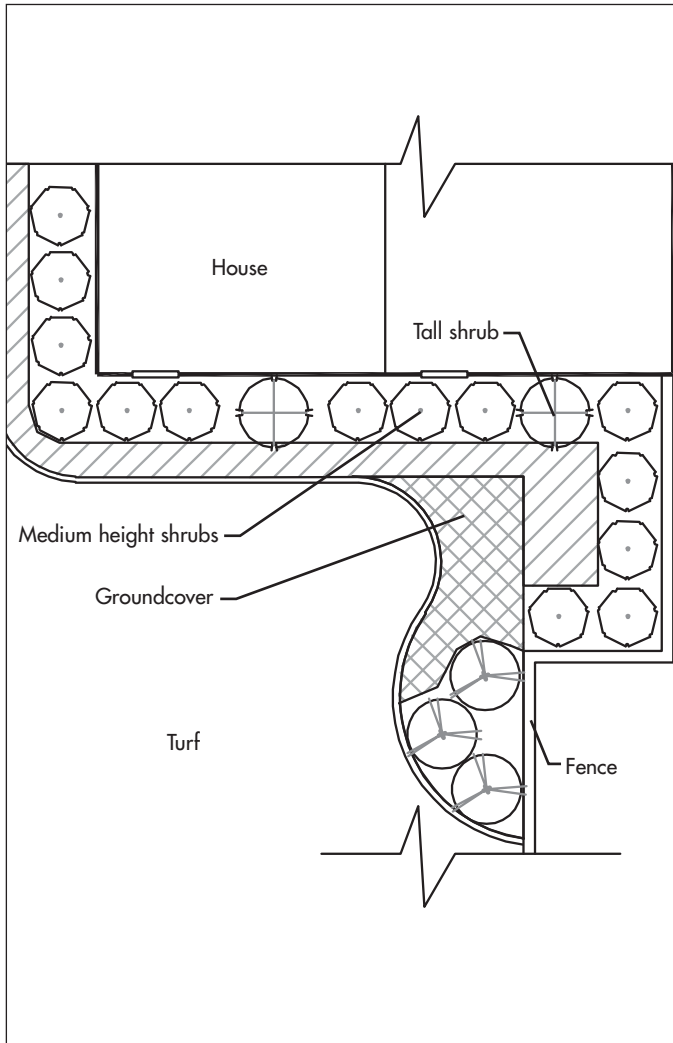 House
Tall shrub
Medium height shrubs
Groundcover
Turf
Fence